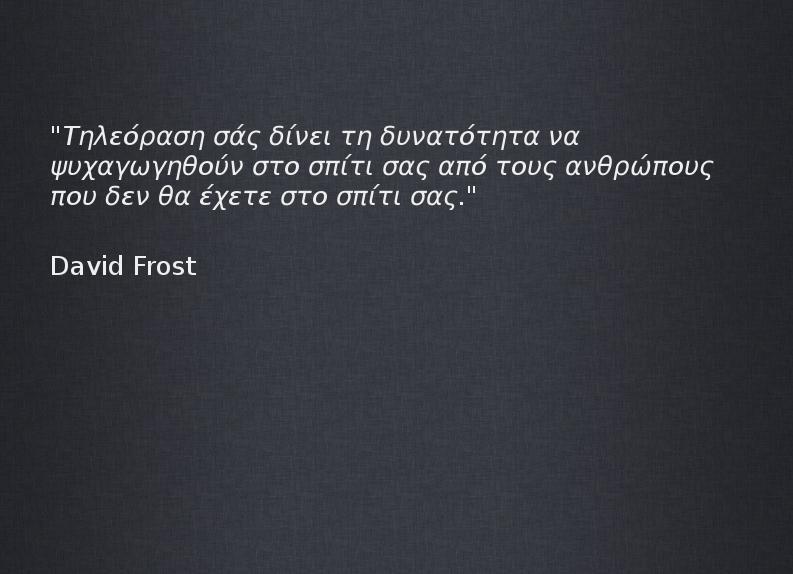 "Τηλεόραση σάς δίνει τη δυνατότητα να
ψυχαγωγηθούν στο σπίτι σας από τους ανθρώπους
που δεν θα έχετε στο σπίτι σας."
David Frost